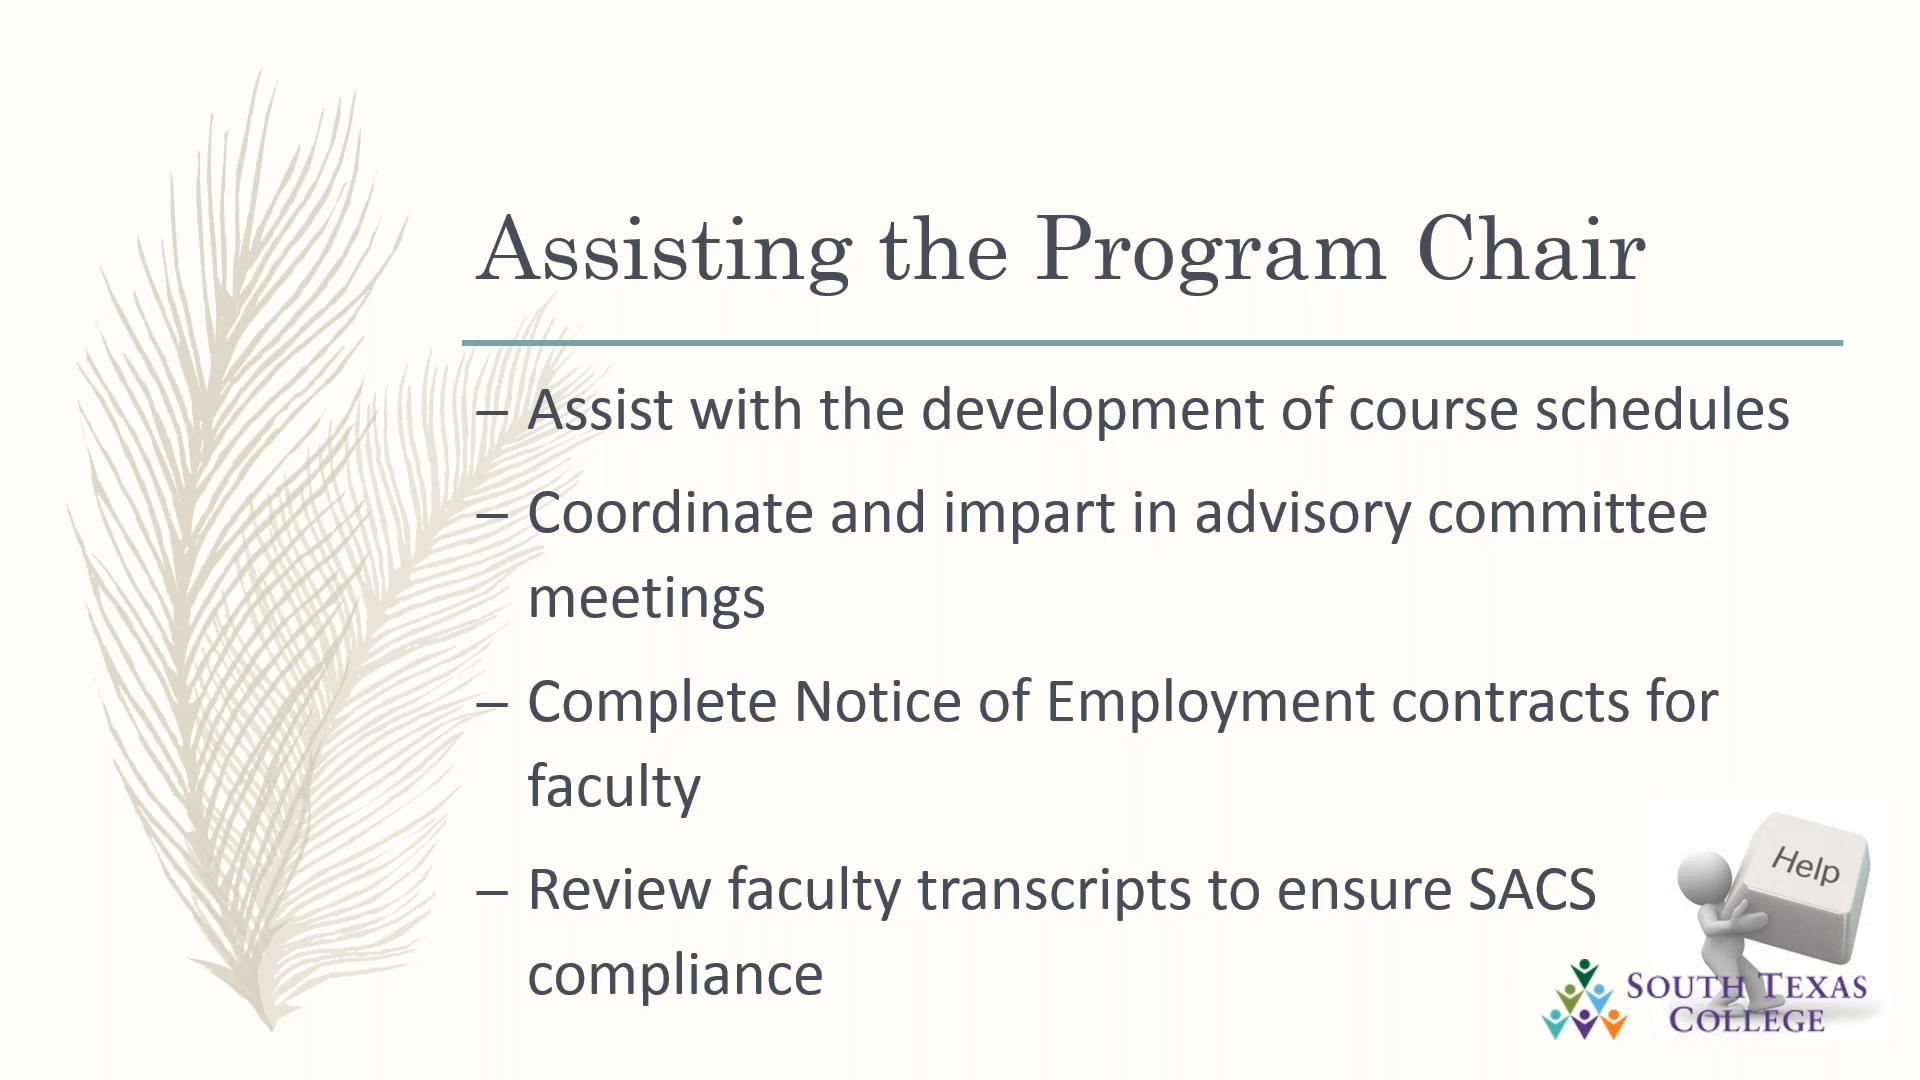 Assisting the Program Chair
– Assist with the development of course schedules
– Coordinate and impart in advisory committee
meetings
– Complete Notice of Employment contracts for
faculty
– Review faculty transcripts to ensure SACS
compliance
Help
SOUTH TEXAS
COLLEGE